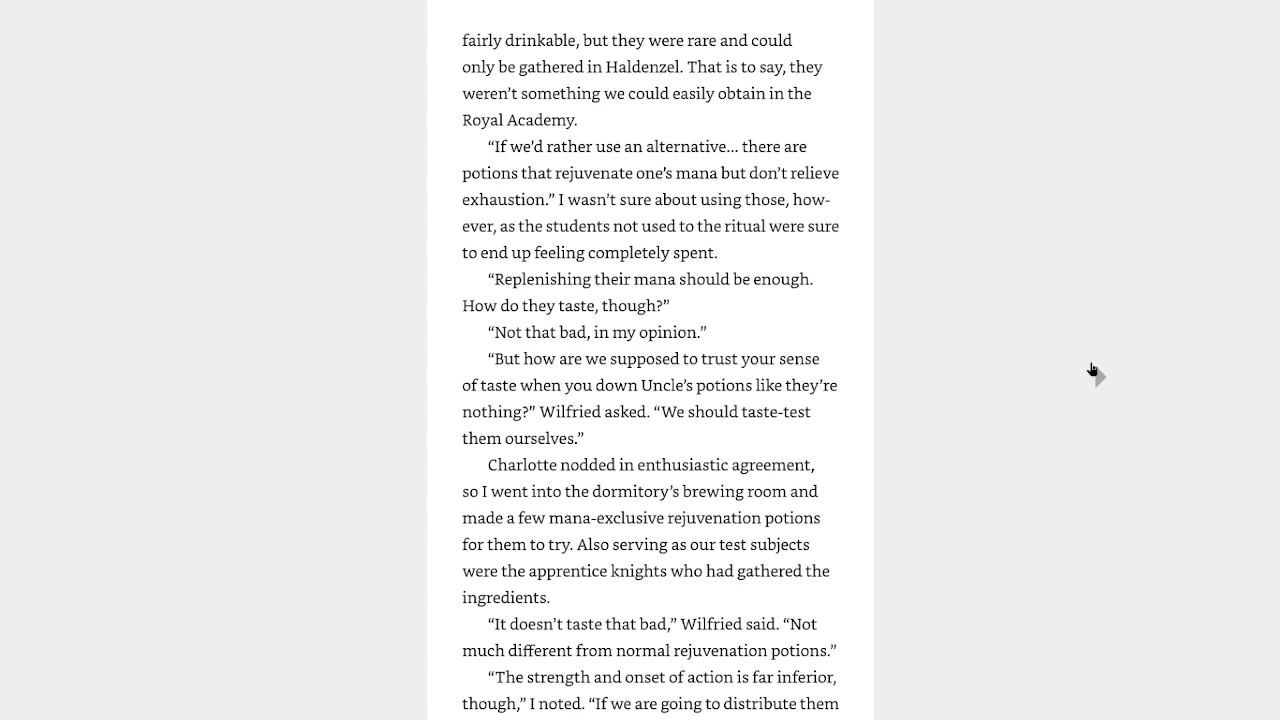 fairly drinkable, but they were rare and could
only be gathered in Haldenzel. That is to say, they
weren’t something we could easily obtain in the
Royal Academy.
“If we’d rather use an alternative... there are
potions that rejuvenate one’s mana but don’t relieve
exhaustion.” I wasn’t sure about using those, how-
ever, as the students not used to the ritual were sure
to end up feeling completely spent.
“Replenishing their mana should be enough.
How do they taste, though?”
“Not that bad, in my opinion.”
“But how are we supposed to trust your sense
of taste when you down Uncle’s potions like they’re
nothing?” Wilfried asked. “We should taste-test
them ourselves.”
Charlotte nodded in enthusiastic agreement,
so I went into the dormitory’s brewing room and
made a few mana-exclusive rejuvenation potions
for them to try. Also serving as our test subjects
were the apprentice knights who had gathered the
ingredients.
“It doesn’t taste that bad,” Wilfried said. “Not
much different from normal rejuvenation potions.”
“The strength and onset of action is far inferior,
though,” I noted. “If we are going to distribute them